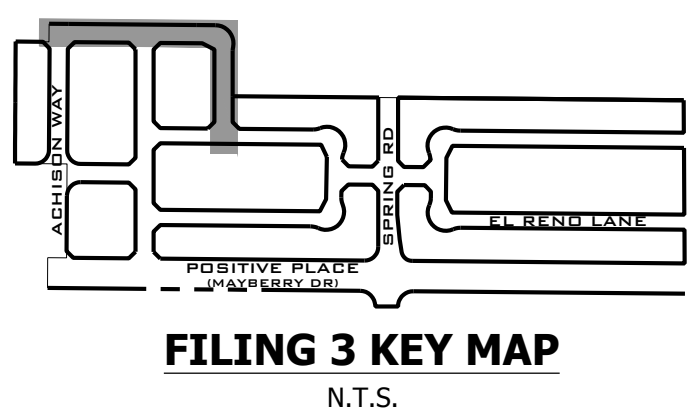 ACHISON WAY
SPRING RD
EL RENO LANE
POSITIVE PLACE
(MAYBERRY DR)
FILING 3 KEY MAP
N.T.S.